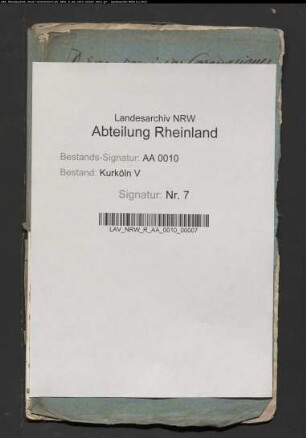 Landesarchiv NRW
Abteilung Rheinland
Bestands-Signatur: AA 0010
Bestand: Kurköln V
Signatur: Nr. 7
LAV_NRW_R_AA_0010_00007